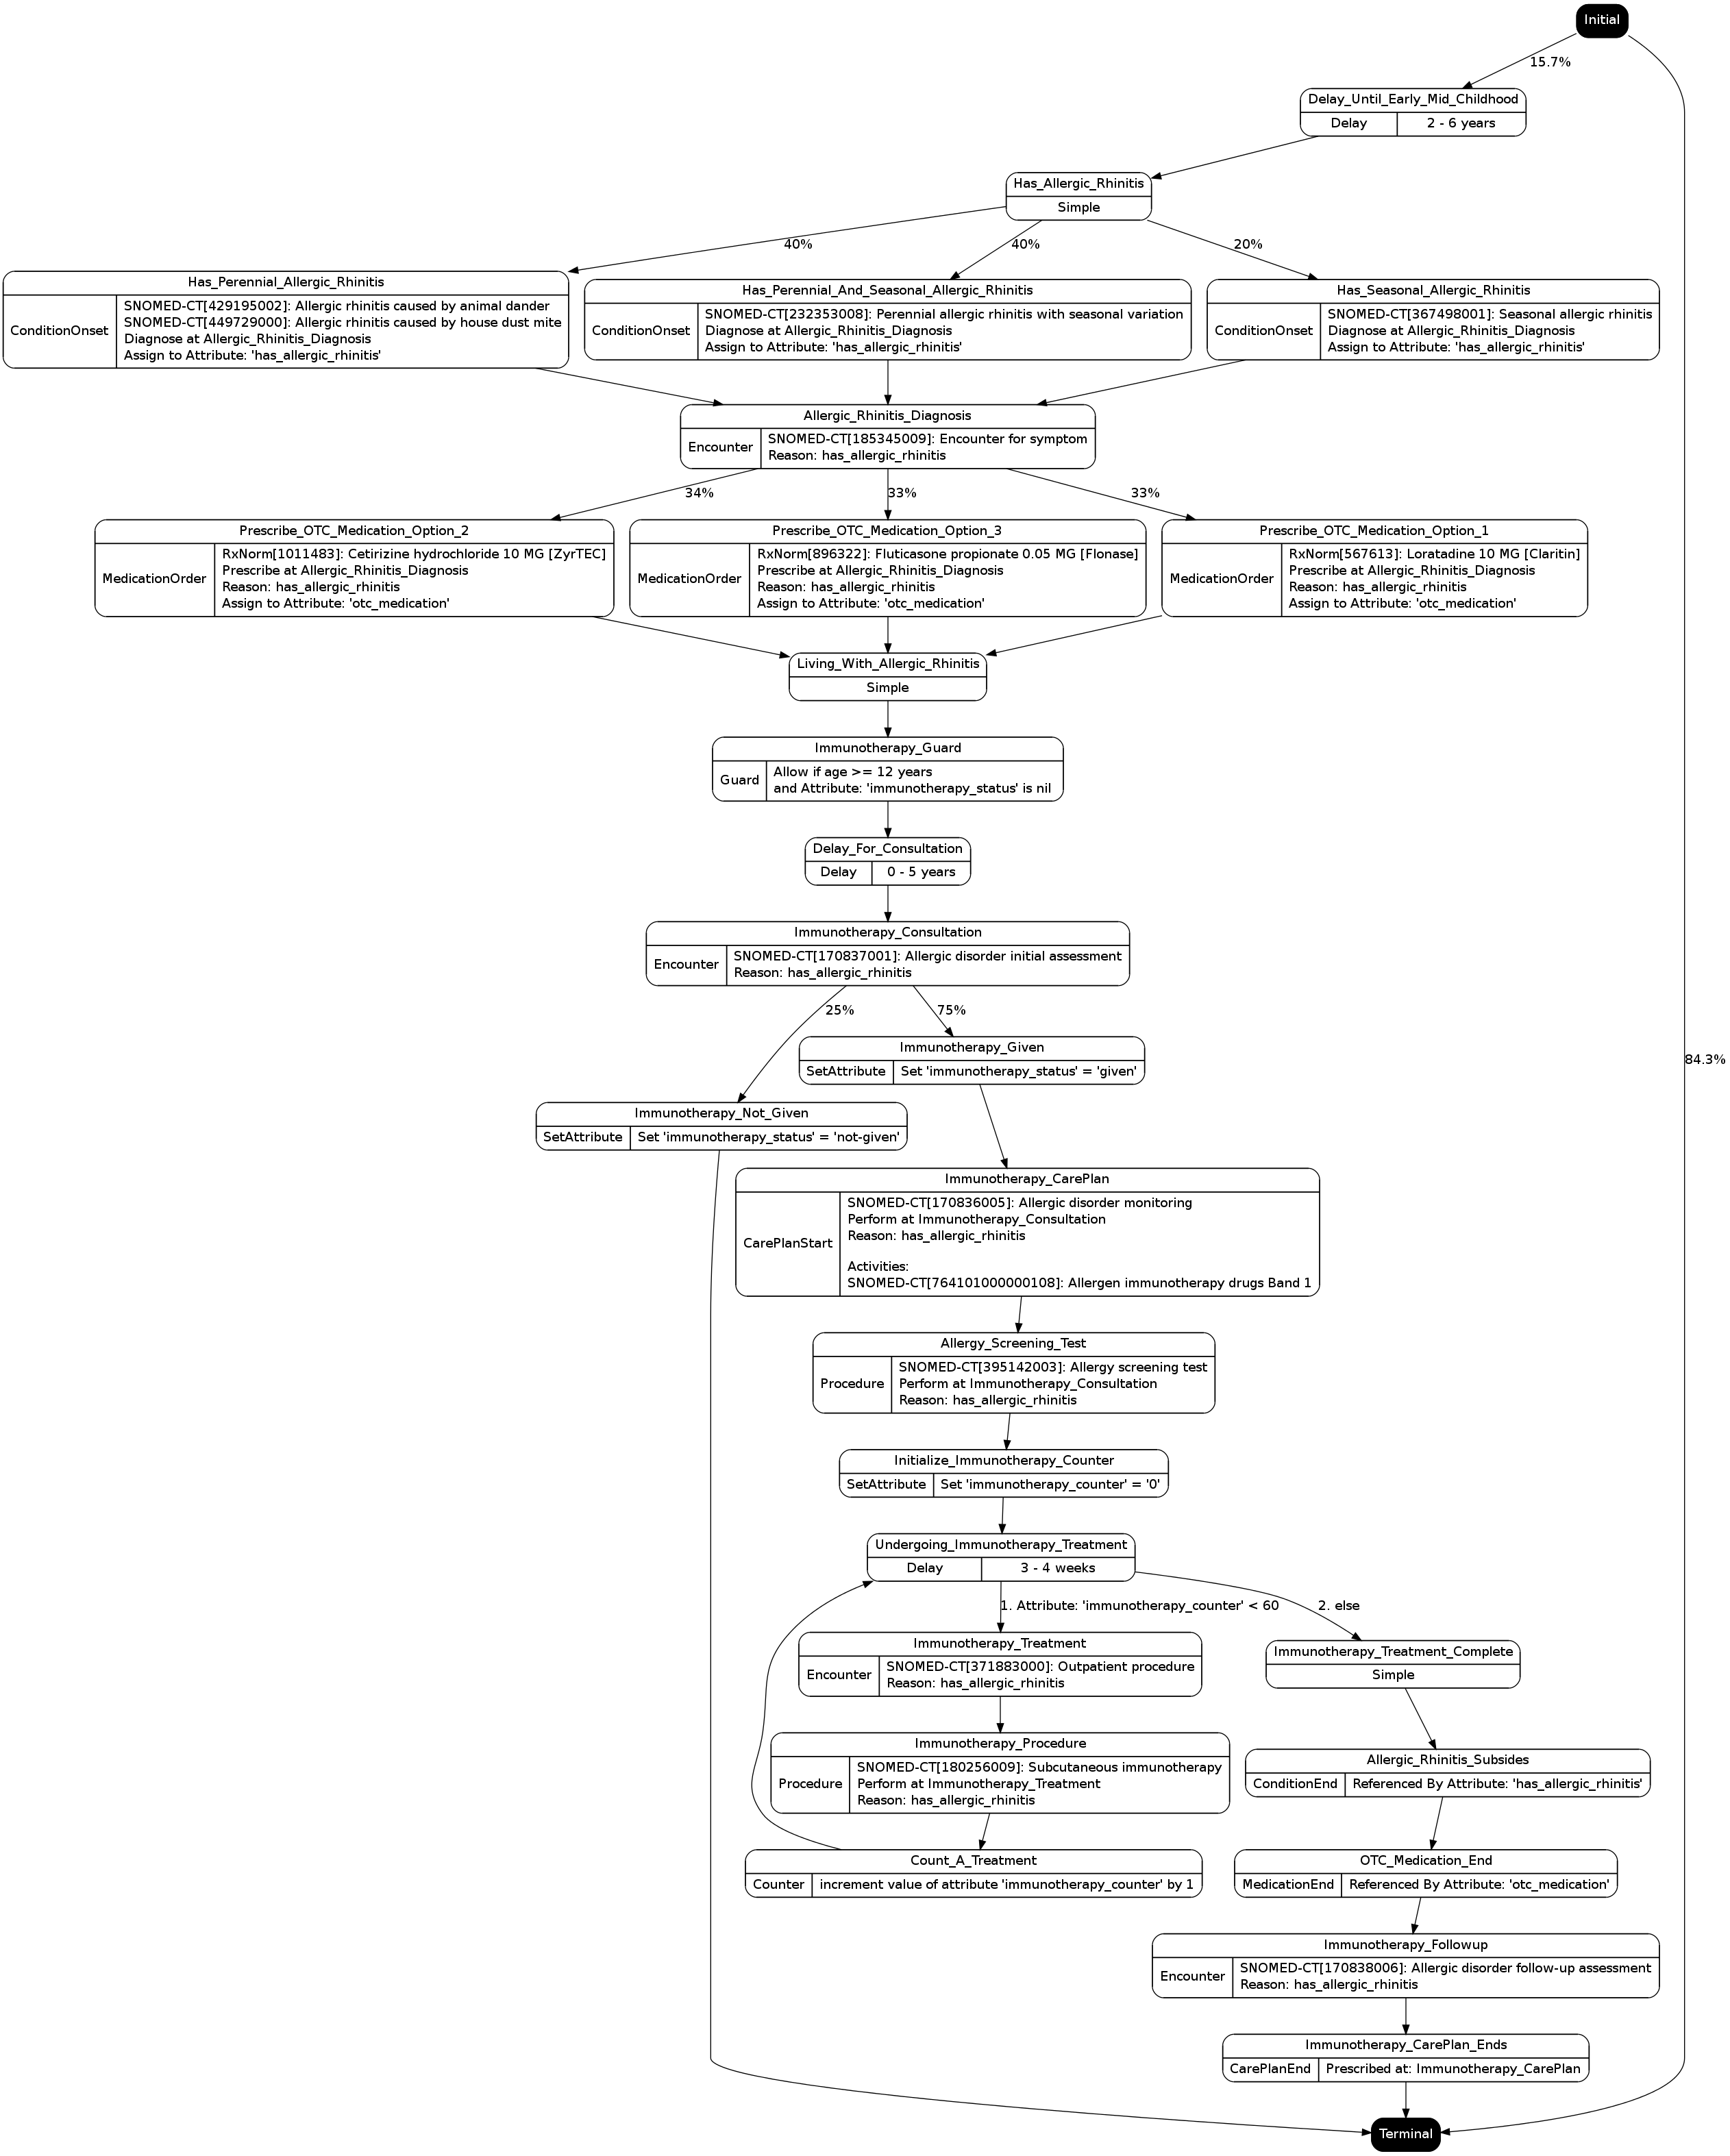 Initial
15.7%
Delay_Until_Early_Mid_Childhood
Delay
2 - 6 years
Has_Allergic_Rhinitis
Simple
40%
40%
20%
Has_Perennial_Allergic_Rhinitis
ConditionOnset
SNOMED-CT[429195002]: Allergic rhinitis caused by animal dander
SNOMED-CT[449729000]: Allergic rhinitis caused by house dust mite
Diagnose at Allergic_Rhinitis_Diagnosis
Assign to Attribute: 'has_allergic_rhinitis'
Has_Perennial_And_Seasonal_Allergic_Rhinitis
ConditionOnset
SNOMED-CT[232353008]: Perennial allergic rhinitis with seasonal variation
Diagnose at Allergic_Rhinitis_Diagnosis
Assign to Attribute: 'has_allergic_rhinitis'
Has_Seasonal_Allergic_Rhinitis
ConditionOnset
SNOMED-CT[367498001]: Seasonal allergic rhinitis
Diagnose at Allergic_Rhinitis_Diagnosis
Assign to Attribute: 'has_allergic_rhinitis'
Allergic_Rhinitis_Diagnosis
Encounter
SNOMED-CT[185345009]: Encounter for symptom
Reason: has_allergic_rhinitis
34%
33%
33%
Prescribe_OTC_Medication_Option_2
MedicationOrder
RxNorm[1011483]: Cetirizine hydrochloride 10 MG [ZyrTEC]
Prescribe at Allergic_Rhinitis_Diagnosis
Reason: has_allergic_rhinitis
Assign to Attribute: 'otc_medication'
Prescribe_OTC_Medication_Option_3
MedicationOrder
RxNorm[896322]: Fluticasone propionate 0.05 MG [Flonase]
Prescribe at Allergic_Rhinitis_Diagnosis
Reason: has_allergic_rhinitis
Assign to Attribute: 'otc_medication'
Prescribe_OTC_Medication_Option_1
MedicationOrder
RxNorm[567613]: Loratadine 10 MG [Claritin]
Prescribe at Allergic_Rhinitis_Diagnosis
Reason: has_allergic_rhinitis
Assign to Attribute: 'otc_medication'
Living_With_Allergic_Rhinitis
Simple
Immunotherapy_Guard
Guard
Allow if age >= 12 years
and Attribute: 'immunotherapy_status' is nil
Delay_For_Consultation
Delay
0 - 5 years
Immunotherapy_Consultation
Encounter
SNOMED-CT[170837001]: Allergic disorder initial assessment
Reason: has_allergic_rhinitis
25%
75%
84.3%
Immunotherapy_Given
SetAttribute
Set 'immunotherapy_status' = 'given'
Immunotherapy_Not_Given
SetAttribute
Set 'immunotherapy_status' = 'not-given'
Immunotherapy_CarePlan
CarePlanStart
SNOMED-CT[170836005]: Allergic disorder monitoring
Perform at Immunotherapy_Consultation
Reason: has_allergic_rhinitis
Activities:
SNOMED-CT[764101000000108]: Allergen immunotherapy drugs Band 1
Allergy_Screening_Test
Procedure
SNOMED-CT[395142003]: Allergy screening test
Perform at Immunotherapy_Consultation
Reason: has_allergic_rhinitis
Initialize_Immunotherapy_Counter
SetAttribute
Set 'immunotherapy_counter' = '0'
Undergoing_Immunotherapy_Treatment
Delay
3 - 4 weeks
1. Attribute: 'immunotherapy_counter' < 60
2. else
Immunotherapy_Treatment
Encounter
SNOMED-CT[371883000]: Outpatient procedure
Reason: has_allergic_rhinitis
Immunotherapy_Treatment_Complete
Simple
Immunotherapy_Procedure
Procedure
SNOMED-CT[180256009]: Subcutaneous immunotherapy
Perform at Immunotherapy_Treatment
Reason: has_allergic_rhinitis
Allergic_Rhinitis_Subsides
ConditionEnd
Referenced By Attribute: 'has_allergic_rhinitis'
Count_A_Treatment
Counter
increment value of attribute 'immunotherapy_counter' by 1
OTC_Medication_End
MedicationEnd
Referenced By Attribute: 'otc_medication'
Immunotherapy_Followup
Encounter
SNOMED-CT[170838006]: Allergic disorder follow-up assessment
Reason: has_allergic_rhinitis
Immunotherapy_CarePlan_Ends
CarePlanEnd
Prescribed at: Immunotherapy_CarePlan
Terminal